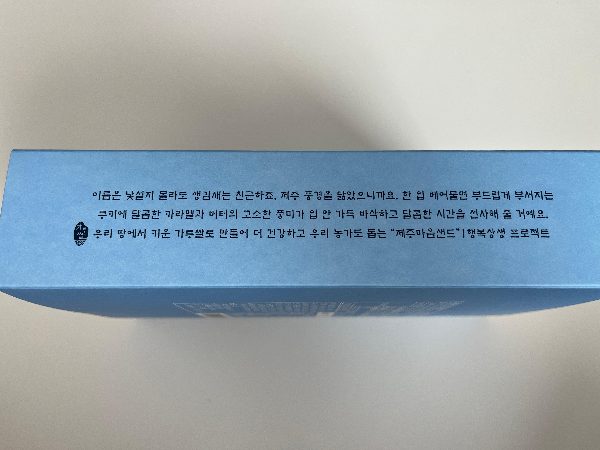 이름은 낯설지 몰라도 생김새는 친근하죠. 제주 풍경을 닮았으니까요. 한 입 베어물면 부드럽게 부서지는
쿠키에 달콤한 카라멜과 버터의 고소한 풍미가 입 안 가득 바삭하고 달콤한 시간을 선사해 줄 거예요.
우리 땅에서 키운 가루쌀로 만들어 더 건강하고 우리 농가도 돕는 "제주마음샌드" 행복상생 프로젝트